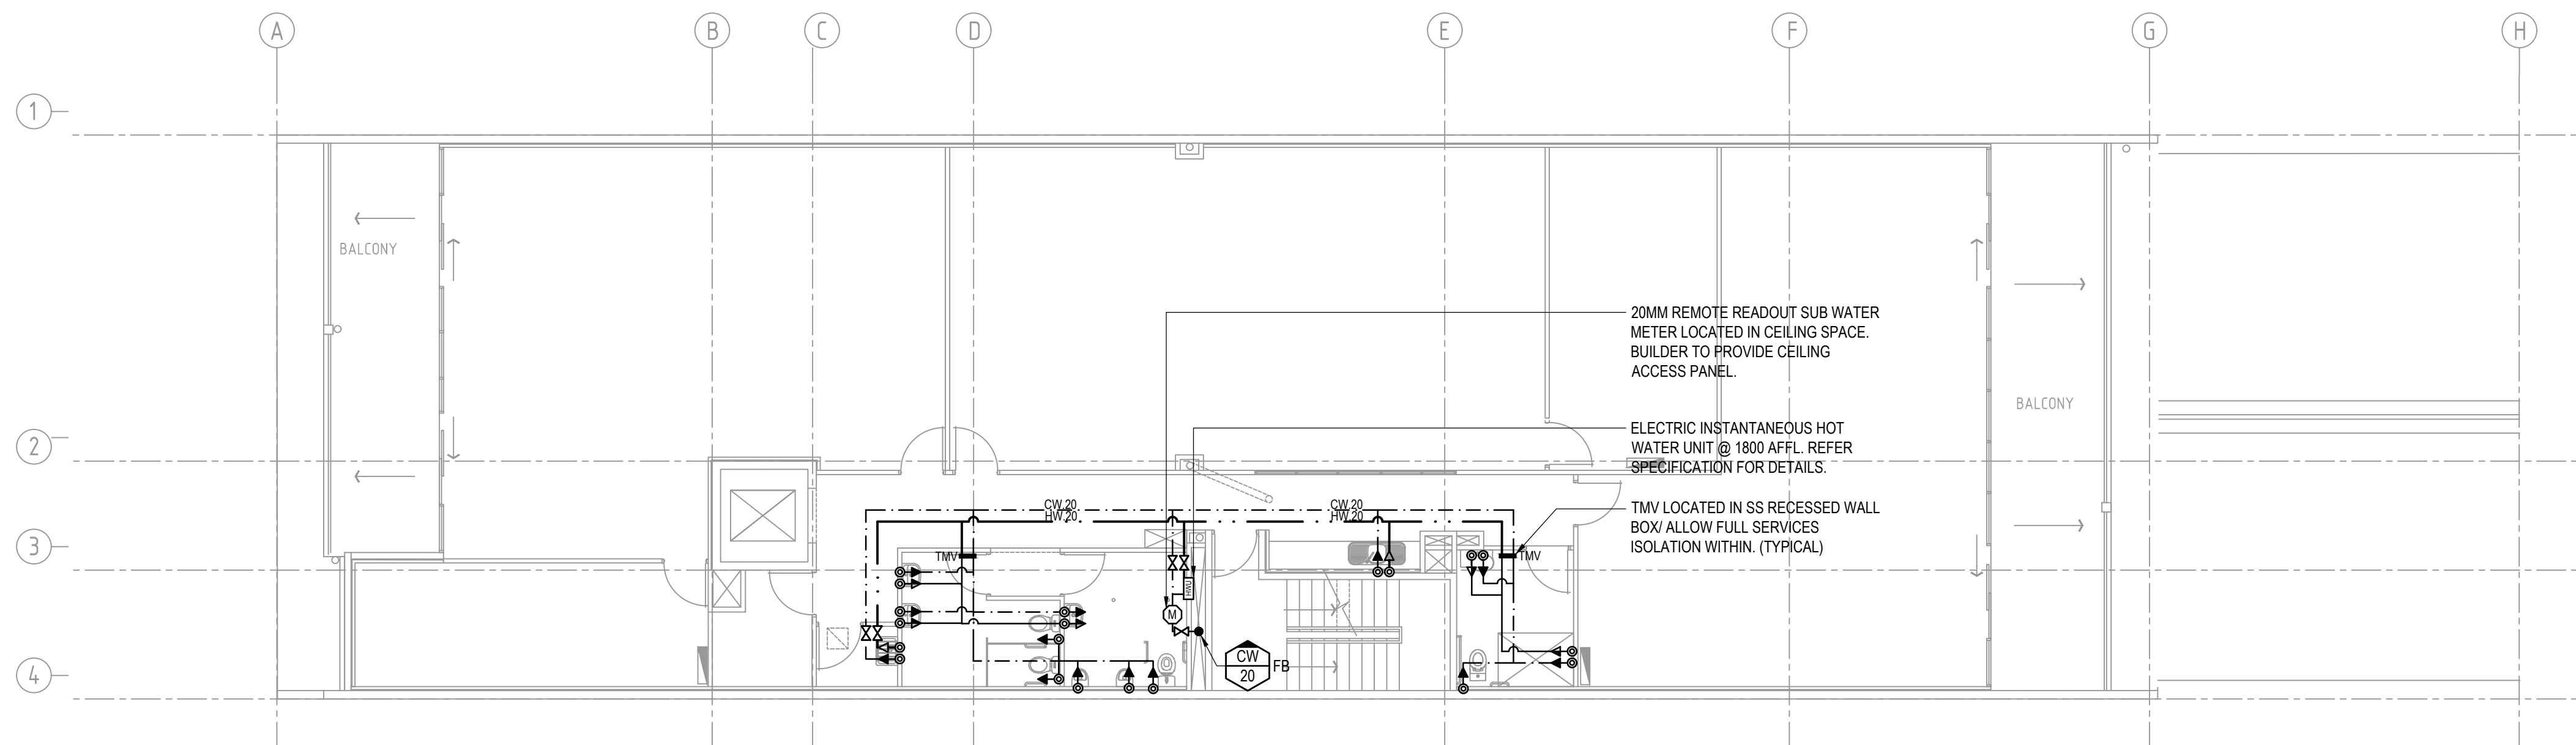 A
B
C
D
E
F
G
H
1
BALCONY
20MM REMOTE READOUT SUB WATER
METER LOCATED IN CEILING SPACE.
BUILDER TO PROVIDE CEILING
ACCESS PANEL.
BALCONY
2
ELECTRIC INSTANTANEOUS HOT
WATER UNIT @ 1800 AFFL. REFER
SPECIFICATION FOR DETAILS.
CW.20
HW.20
CW.20
HW.20
TMV LOCATED IN SS RECESSED WALL
BOX/ ALLOW FULL SERVICES
ISOLATION WITHIN. (TYPICAL)
3
TMV
TMV
HWU
M
CW
20
FB
4